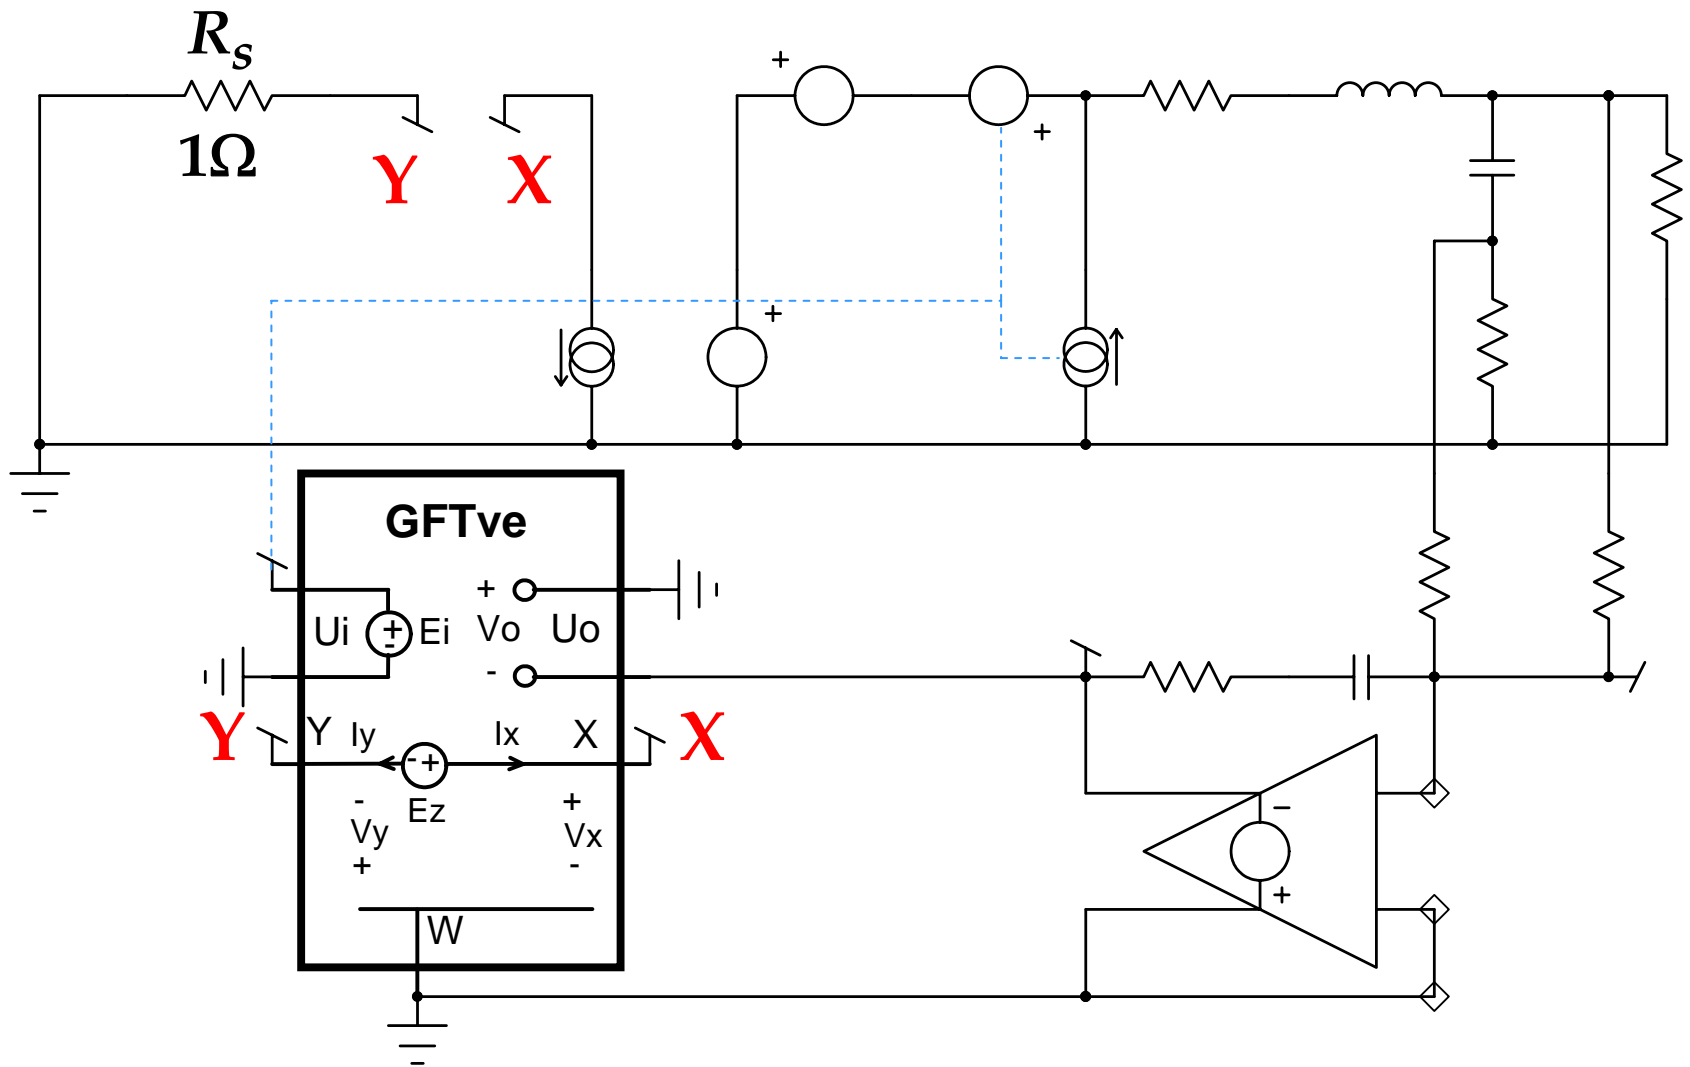 Rs
1Ω
Y X
+
+
+
GFTve
Ui + - Ei + Vo - Uo
Y Y Iy Ix X X
- +
Ez
- Vy +
+ Vx -
W
−
+